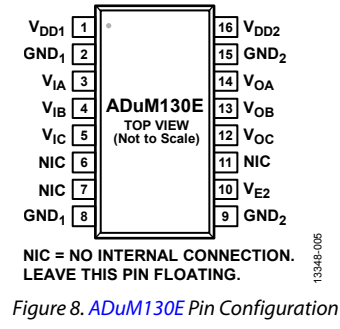 VDD1 1 16 VDD2
GND1 2 15 GND2
VIA 3 14 VOA
VIB 4 ADuM130E 13 VOB
TOP VIEW
VIC 5 (Not to Scale) 12 VOC
NIC 6 11 NIC
NIC 7 10 VE2
GND1 8 9 GND2
NIC = NO INTERNAL CONNECTION.
LEAVE THIS PIN FLOATING.
13348-005
Figure 8. ADuM130E Pin Configuration